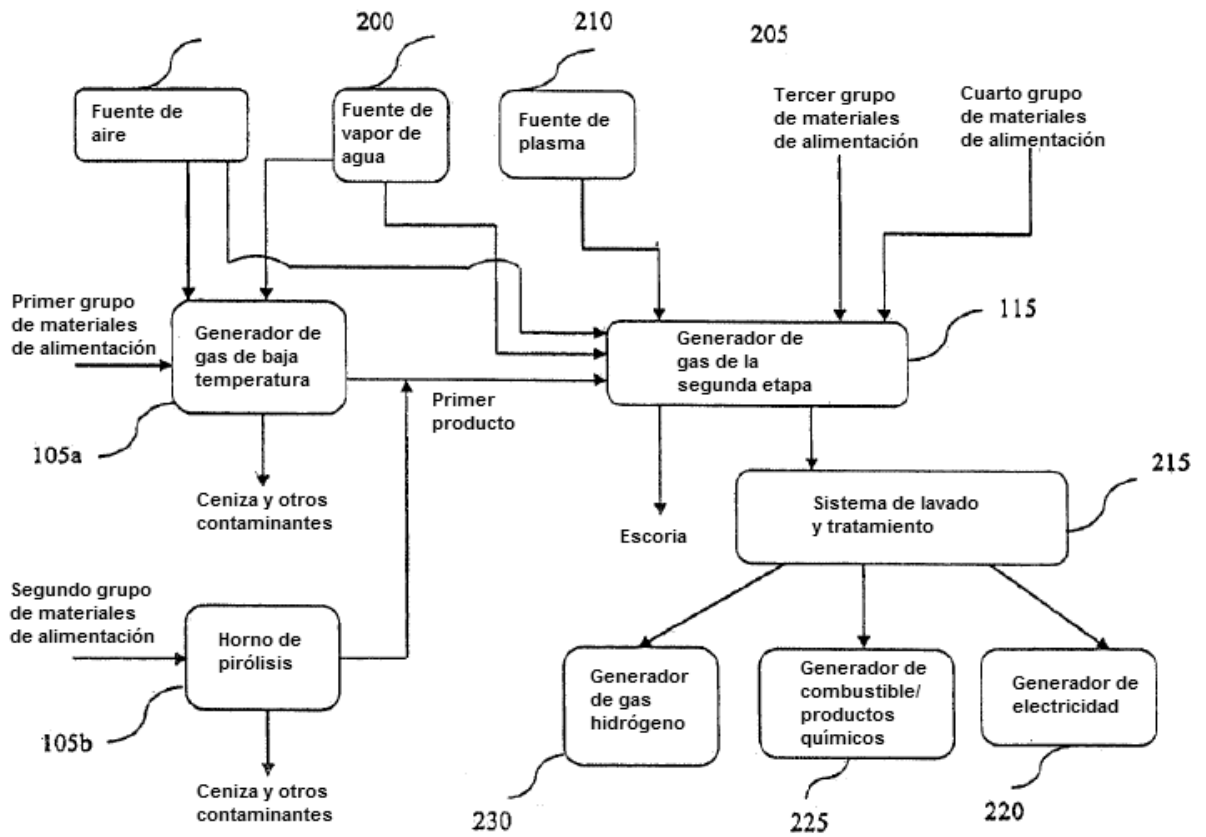 200
210
205
Fuente de
aire
Fuente de
vapor de
agua
Fuente de
plasma
Tercer grupo
de materiales
de alimentación
Cuarto grupo
de materiales
de alimentación
Primer grupo
de materiales
de alimentación
Generador de
gas de baja
temperatura
Generador de
gas de la
segunda etapa
115
Primer
producto
105a
Ceniza y otros
contaminantes
Escoria
Sistema de lavado
y tratamiento
215
Segundo grupo
de materiales
de alimentación
Horno de
pirólisis
105b
Ceniza y otros
contaminantes
Generador
de gas
hidrógeno
Generador de
combustible/
productos
químicos
Generador de
electricidad
230
225
220